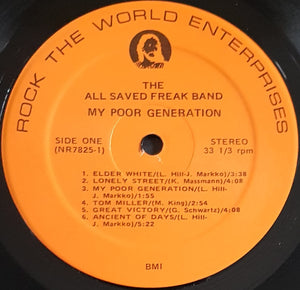 ROCK THE WORLD ENTERPRISES
THE
ALL SAVED FREAK BAND
MY POOR GENERATION
SIDE ONE
(NR7825-1)
STEREO
33 1/3 rpm
1. ELDER WHITE/(L. Hill-J. Markko)/3:38
2. LONELY STREET/(K. Massmann)/4:08
3. MY POOR GENERATION/(L. Hill-
J. Markko)/1:54
4. TOM MILLER/(M. King)/2:54
5. GREAT VICTORY/(G. Schwartz)/4:08
6. ANCIENT OF DAYS/(L. Hill-
J. Markko)/5:22
BMI